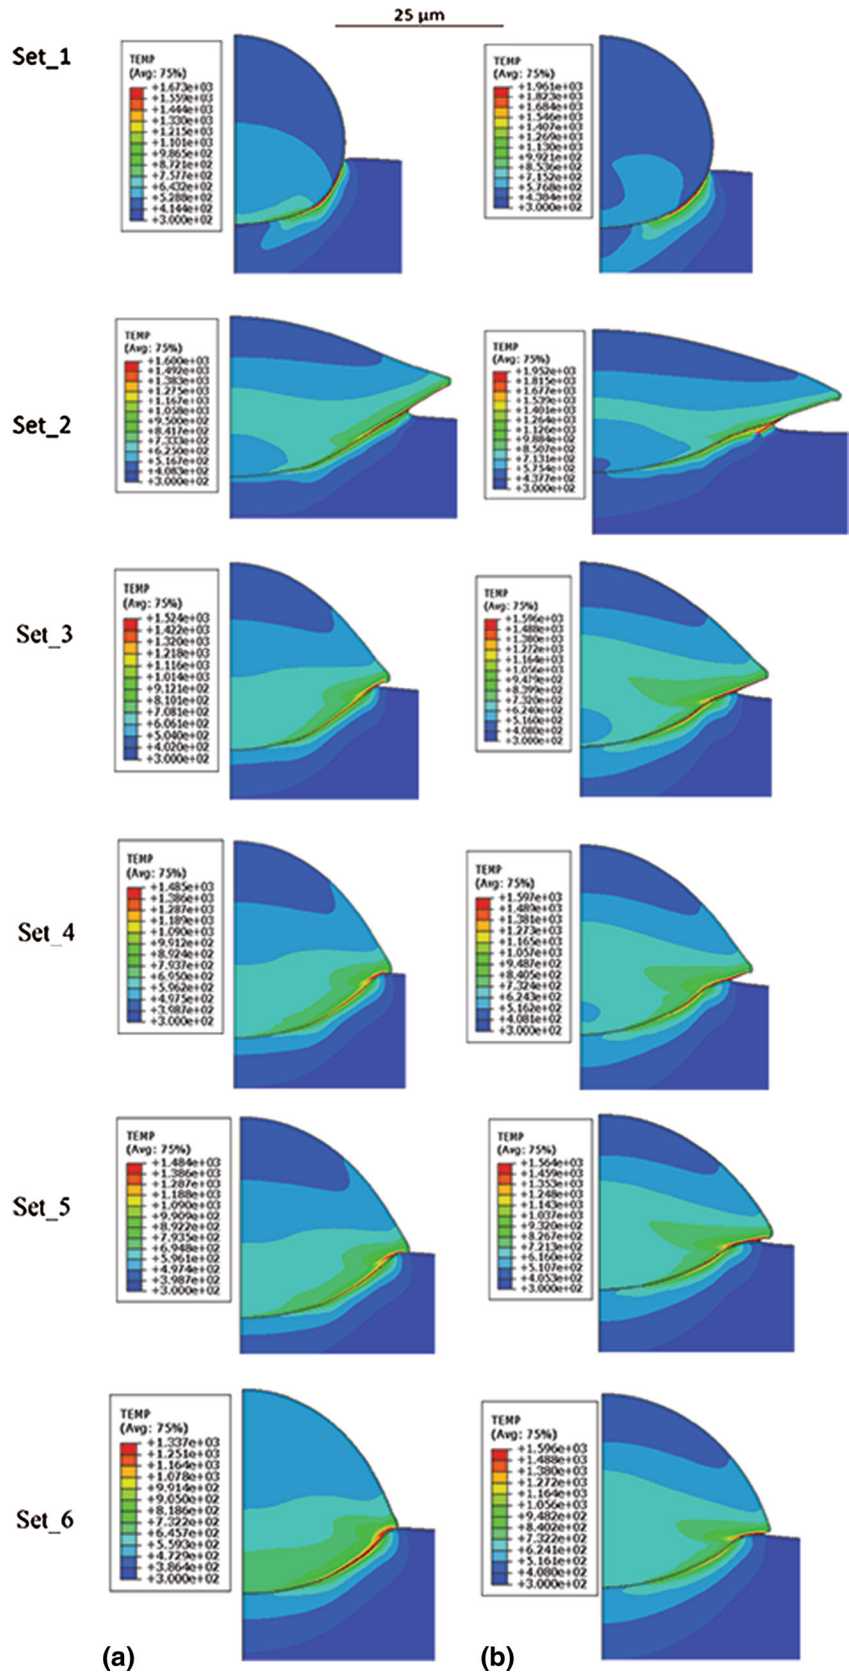 25 µm
Set_1
TEMP
(Avg: 75%)
+1.673e+03
+1.559e+03
+1.444e+03
+1.330e+03
+1.215e+03
+1.101e+03
+9.865e+02
+8.721e+02
+7.577e+02
+6.432e+02
+5.288e+02
+4.144e+02
+3.000e+02
TEMP
(Avg: 75%)
+1.961e+03
+1.823e+03
+1.684e+03
+1.546e+03
+1.407e+03
+1.269e+03
+1.130e+03
+9.921e+02
+8.536e+02
+7.152e+02
+5.768e+02
+4.384e+02
+3.000e+02
Set_2
TEMP
(Avg: 75%)
+1.600e+03
+1.492e+03
+1.383e+03
+1.275e+03
+1.167e+03
+1.058e+03
+9.500e+02
+8.417e+02
+7.333e+02
+6.250e+02
+5.167e+02
+4.083e+02
+3.000e+02
TEMP
(Avg: 75%)
+1.952e+03
+1.815e+03
+1.677e+03
+1.539e+03
+1.401e+03
+1.264e+03
+1.126e+03
+9.884e+02
+8.507e+02
+7.131e+02
+5.754e+02
+4.377e+02
+3.000e+02
Set_3
TEMP
(Avg: 75%)
+1.524e+03
+1.422e+03
+1.320e+03
+1.218e+03
+1.116e+03
+1.014e+03
+9.121e+02
+8.101e+02
+7.081e+02
+6.061e+02
+5.040e+02
+4.020e+02
+3.000e+02
TEMP
(Avg: 75%)
+1.596e+03
+1.488e+03
+1.380e+03
+1.272e+03
+1.164e+03
+1.056e+03
+9.479e+02
+8.399e+02
+7.320e+02
+6.240e+02
+5.160e+02
+4.080e+02
+3.000e+02
Set_4
TEMP
(Avg: 75%)
+1.485e+03
+1.386e+03
+1.287e+03
+1.189e+03
+1.090e+03
+9.912e+02
+8.924e+02
+7.937e+02
+6.950e+02
+5.962e+02
+4.975e+02
+3.987e+02
+3.000e+02
TEMP
(Avg: 75%)
+1.597e+03
+1.489e+03
+1.381e+03
+1.273e+03
+1.165e+03
+1.057e+03
+9.487e+02
+8.405e+02
+7.324e+02
+6.243e+02
+5.162e+02
+4.081e+02
+3.000e+02
Set_5
TEMP
(Avg: 75%)
+1.484e+03
+1.386e+03
+1.287e+03
+1.188e+03
+1.090e+03
+9.909e+02
+8.922e+02
+7.935e+02
+6.948e+02
+5.961e+02
+4.974e+02
+3.987e+02
+3.000e+02
TEMP
(Avg: 75%)
+1.564e+03
+1.459e+03
+1.353e+03
+1.248e+03
+1.143e+03
+1.037e+03
+9.320e+02
+8.267e+02
+7.213e+02
+6.160e+02
+5.107e+02
+4.053e+02
+3.000e+02
Set_6
TEMP
(Avg: 75%)
+1.337e+03
+1.251e+03
+1.164e+03
+1.078e+03
+9.914e+02
+9.050e+02
+8.186e+02
+7.322e+02
+6.457e+02
+5.593e+02
+4.729e+02
+3.864e+02
+3.000e+02
TEMP
(Avg: 75%)
+1.596e+03
+1.488e+03
+1.380e+03
+1.272e+03
+1.164e+03
+1.056e+03
+9.482e+02
+8.402e+02
+7.322e+02
+6.241e+02
+5.161e+02
+4.080e+02
+3.000e+02
(a)
(b)